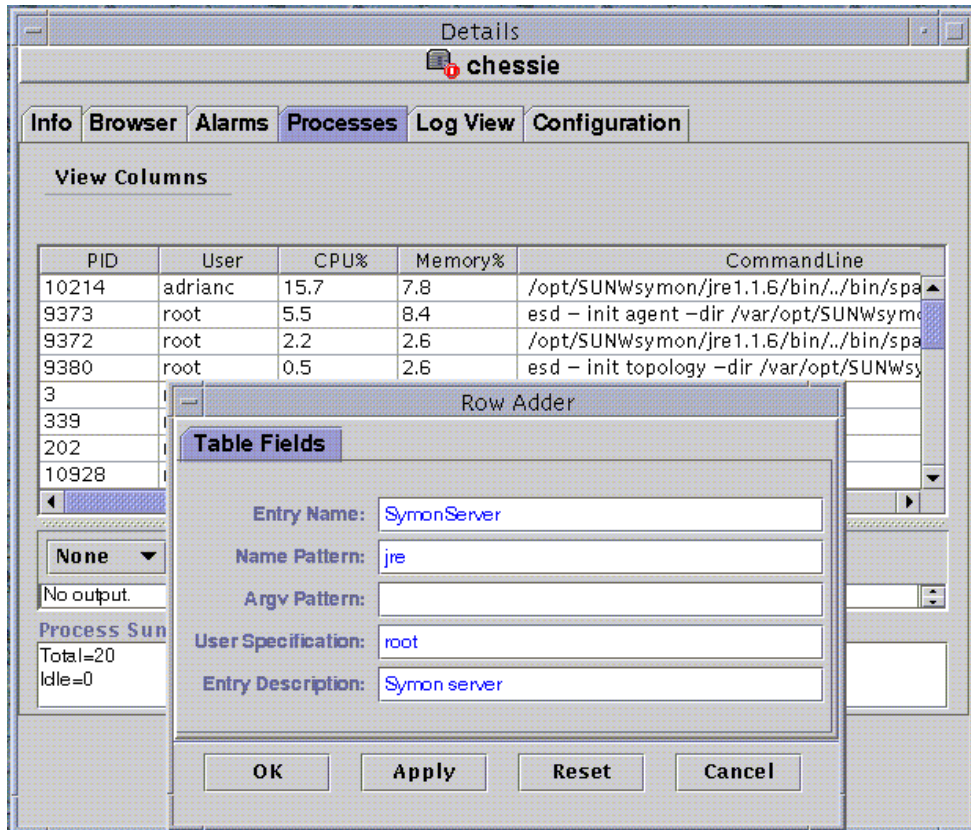 Details
chessie
Info Browser Alarms Processes Log View Configuration
View Columns
PID User CPU% Memory% CommandLine
10214 adrianc 15.7 7.8 /opt/SUNWsymon/jre1.1.6/bin/../bin/spa
9373 root 5.5 8.4 esd – init agent –dir /var/opt/SUNWsym
9372 root 2.2 2.6 /opt/SUNWsymon/jre1.1.6/bin/../bin/spa
9380 root 0.5 2.6 esd – init topology –dir /var/opt/SUNWsy
3
339
202
10928
Row Adder
Table Fields
Entry Name: SymonServer
Name Pattern: jre
Argv Pattern:
User Specification: root
Entry Description: Symon server
OK Apply Reset Cancel
None
No output.
Process Sun
Total=20
Idle=0